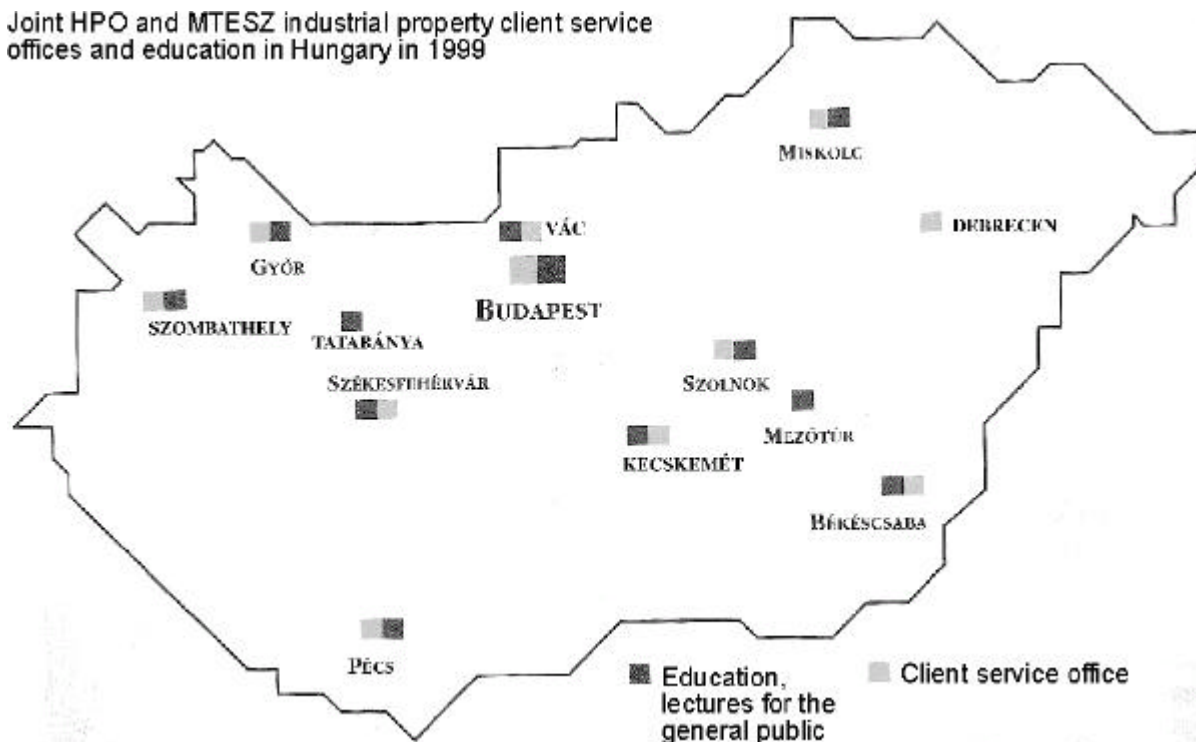 Joint HPO and MTESZ industrial property client service
offices and education in Hungary in 1999
MISKOLC
DEBRECEN
VÁC
GYŐR
BUDAPEST
SZOMBATHELY
TATABÁNYA
SZÉKESFEHÉRVÁR
SZOLNOK
MEZŐTÚR
KECSKEMÉT
BÉKÉSCSABA
PÉCS
Education,
lectures for the
general public
Client service office